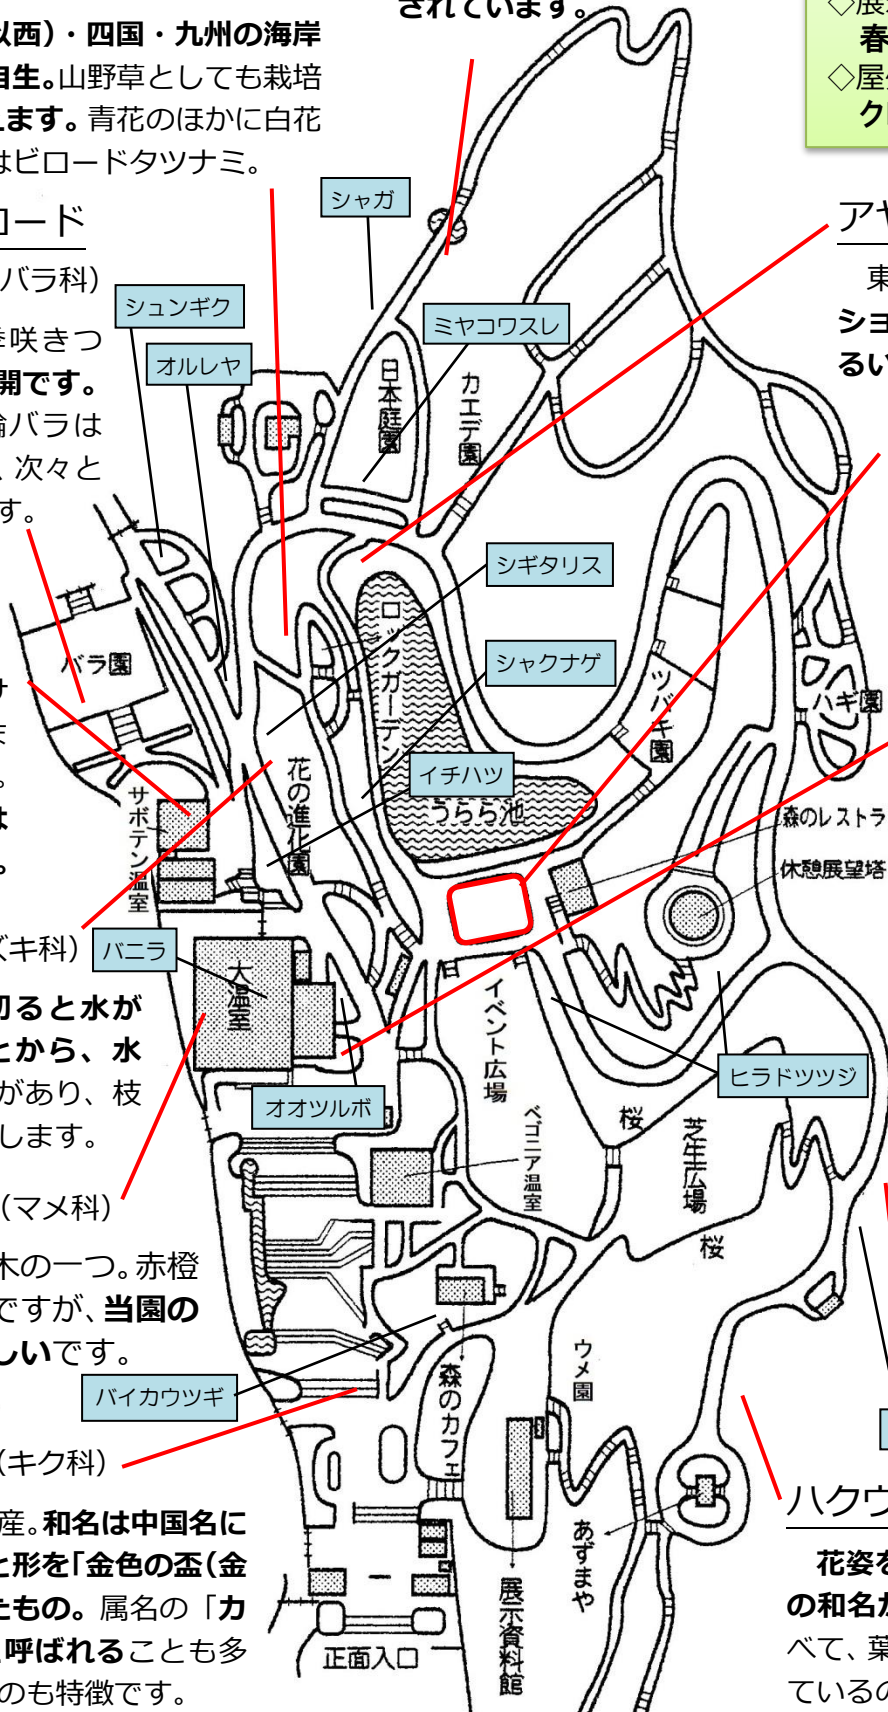 されています。
以西）・四国・九州の海岸
自生。山野草としても栽培
えます。青花のほかに白花
はビロードタツナミ。
◇展
春
◇屋
ク
シャガ
ロード
バラ科）
アヤ
東
ショ
るい
シュンギク
ミヤコワスレ
オルレヤ
季咲きつ
開です。
輪バラは
、次々と
す。
日本庭園
カエデ園
シギタリス
シャクナゲ
ロックガーデン
バラ園
ツバキ園
ハギ園
イチハツ
うらら池
花の進化園
サボテン温室
サ
ま
。
は
。
森のレストラ
休憩展望塔
ズキ科）
バニラ
大温室
イベント広場
切ると水が
とから、水
があり、枝
します。
ヒラドツツジ
オオツルボ
ベゴニア温室
桜
芝生広場
桜
（マメ科）
木の一つ。赤橙
ですが、当園の
しいです。
バイカウツギ
森のカフェ
ウメ園
（キク科）
産。和名は中国名に
と形を「金色の盃（金
たもの。属名の「カ
呼ばれることも多
のも特徴です。
あずまや
展示資料館
正面入口
ハクウ
花姿を
の和名が
べて、葉
ているの